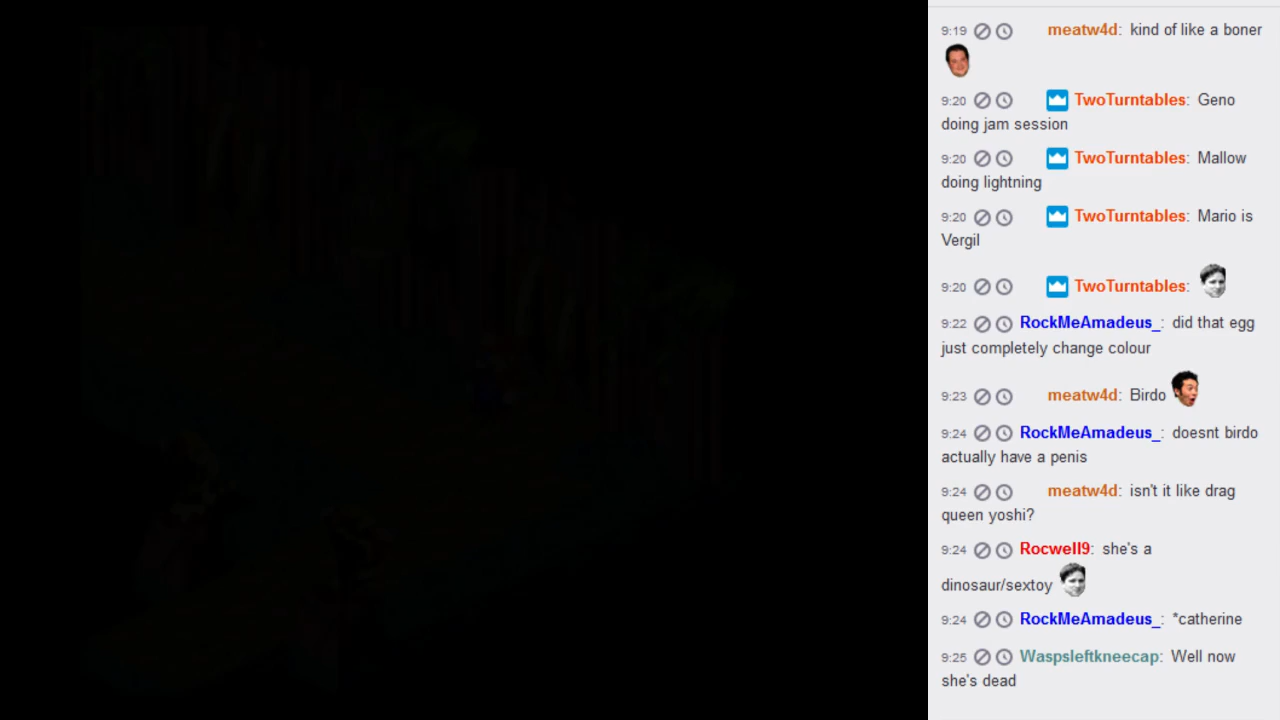 9:19 meatw4d: kind of like a boner
9:20 TwoTurntables: Geno
doing jam session
9:20 TwoTurntables: Mallow
doing lightning
9:20 TwoTurntables: Mario is
Vergil
9:20 TwoTurntables:
9:22 RockMeAmadeus_: did that egg
just completely change colour
9:23 meatw4d: Birdo
9:24 RockMeAmadeus_: doesnt birdo
actually have a penis
9:24 meatw4d: isn't it like drag
queen yoshi?
9:24 Rocwell9: she's a
dinosaur/sextoy
9:24 RockMeAmadeus_: *catherine
9:25 Waspsleftkneecap: Well now
she's dead